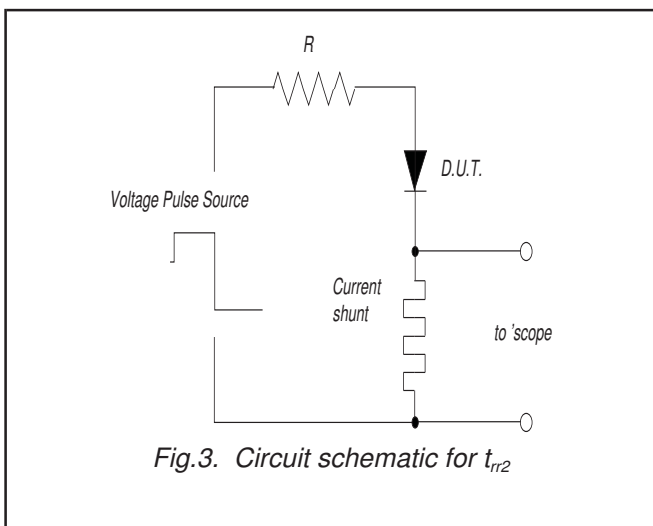 R
D.U.T.
Voltage Pulse Source
Current
shunt
to 'scope
Fig.3. Circuit schematic for trr2